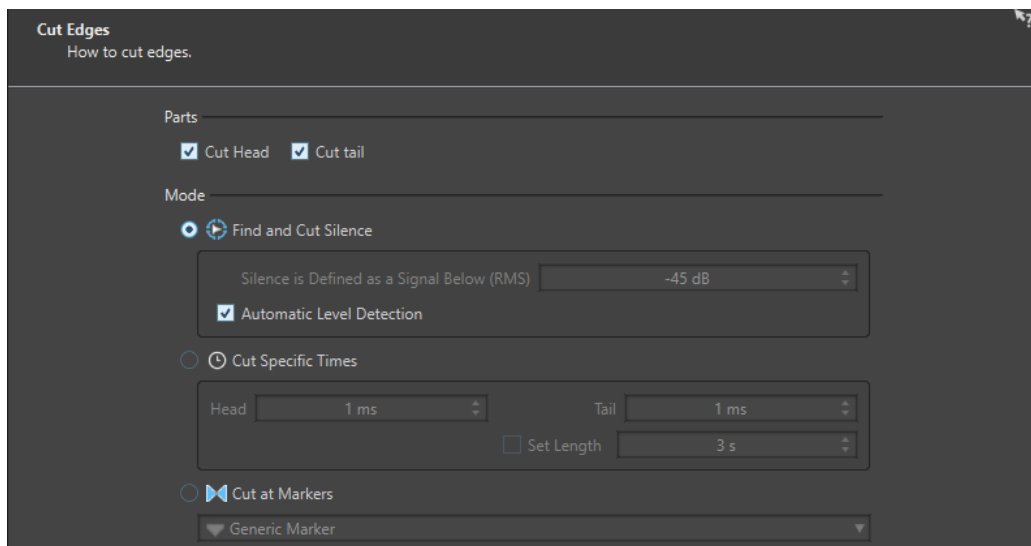 Cut Edges
How to cut edges.
Parts
Cut Head Cut tail
Mode
Find and Cut Silence
Silence is Defined as a Signal Below (RMS) -45 dB
Automatic Level Detection
Cut Specific Times
Head 1 ms Tail 1 ms
Set Length 3 s
Cut at Markers
Generic Marker